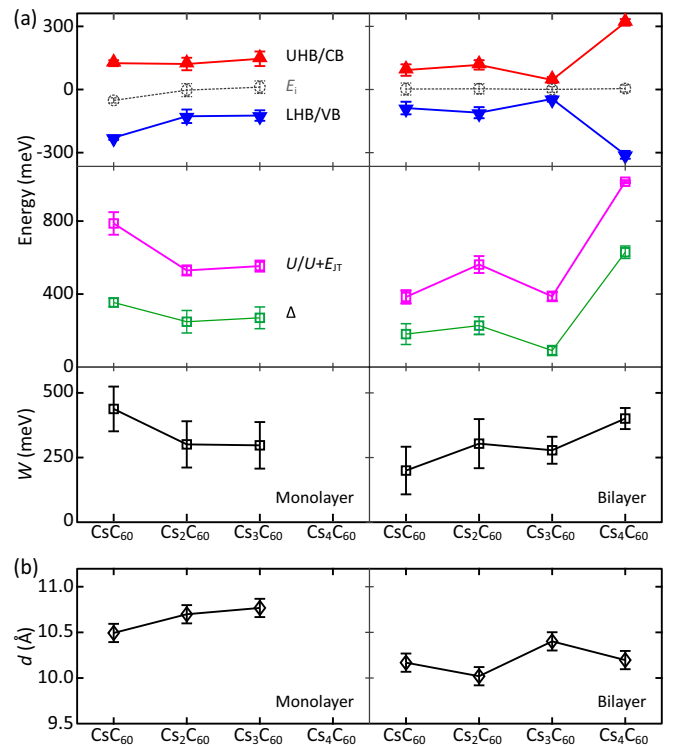 (a)
300
0
-300
UHB/CB
Ei
LHB/VB
Energy (meV)
800
400
0
U/U+EJT
Δ
500
250
0
W (meV)
Monolayer
Bilayer
CsC60 Cs2C60 Cs3C60 Cs4C60 CsC60 Cs2C60 Cs3C60 Cs4C60
(b)
11.0
10.5
10.0
9.5
d (Å)
Monolayer
Bilayer
CsC60 Cs2C60 Cs3C60 Cs4C60 CsC60 Cs2C60 Cs3C60 Cs4C60